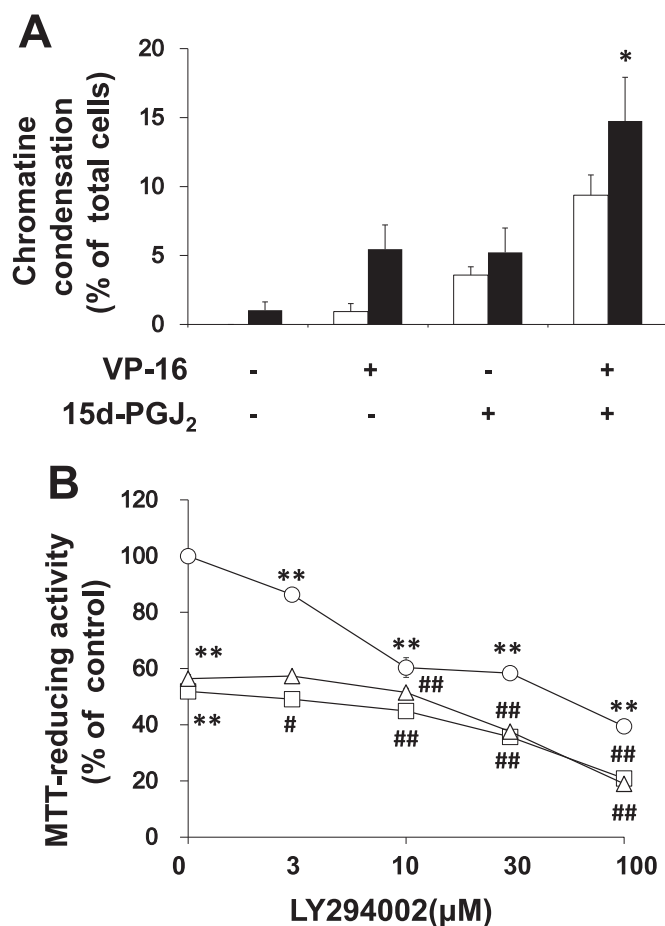 A
Chromatine
condensation
(% of total cells)
20
15
10
5
0
*
VP-16 - + - +
15d-PGJ₂ - - + +
B
MTT-reducing activity
(% of control)
120
100
80
60
40
20
0
** ** ** ** **
** # ## ## ## ## ##
0 3 10 30 100
LY294002(µM)